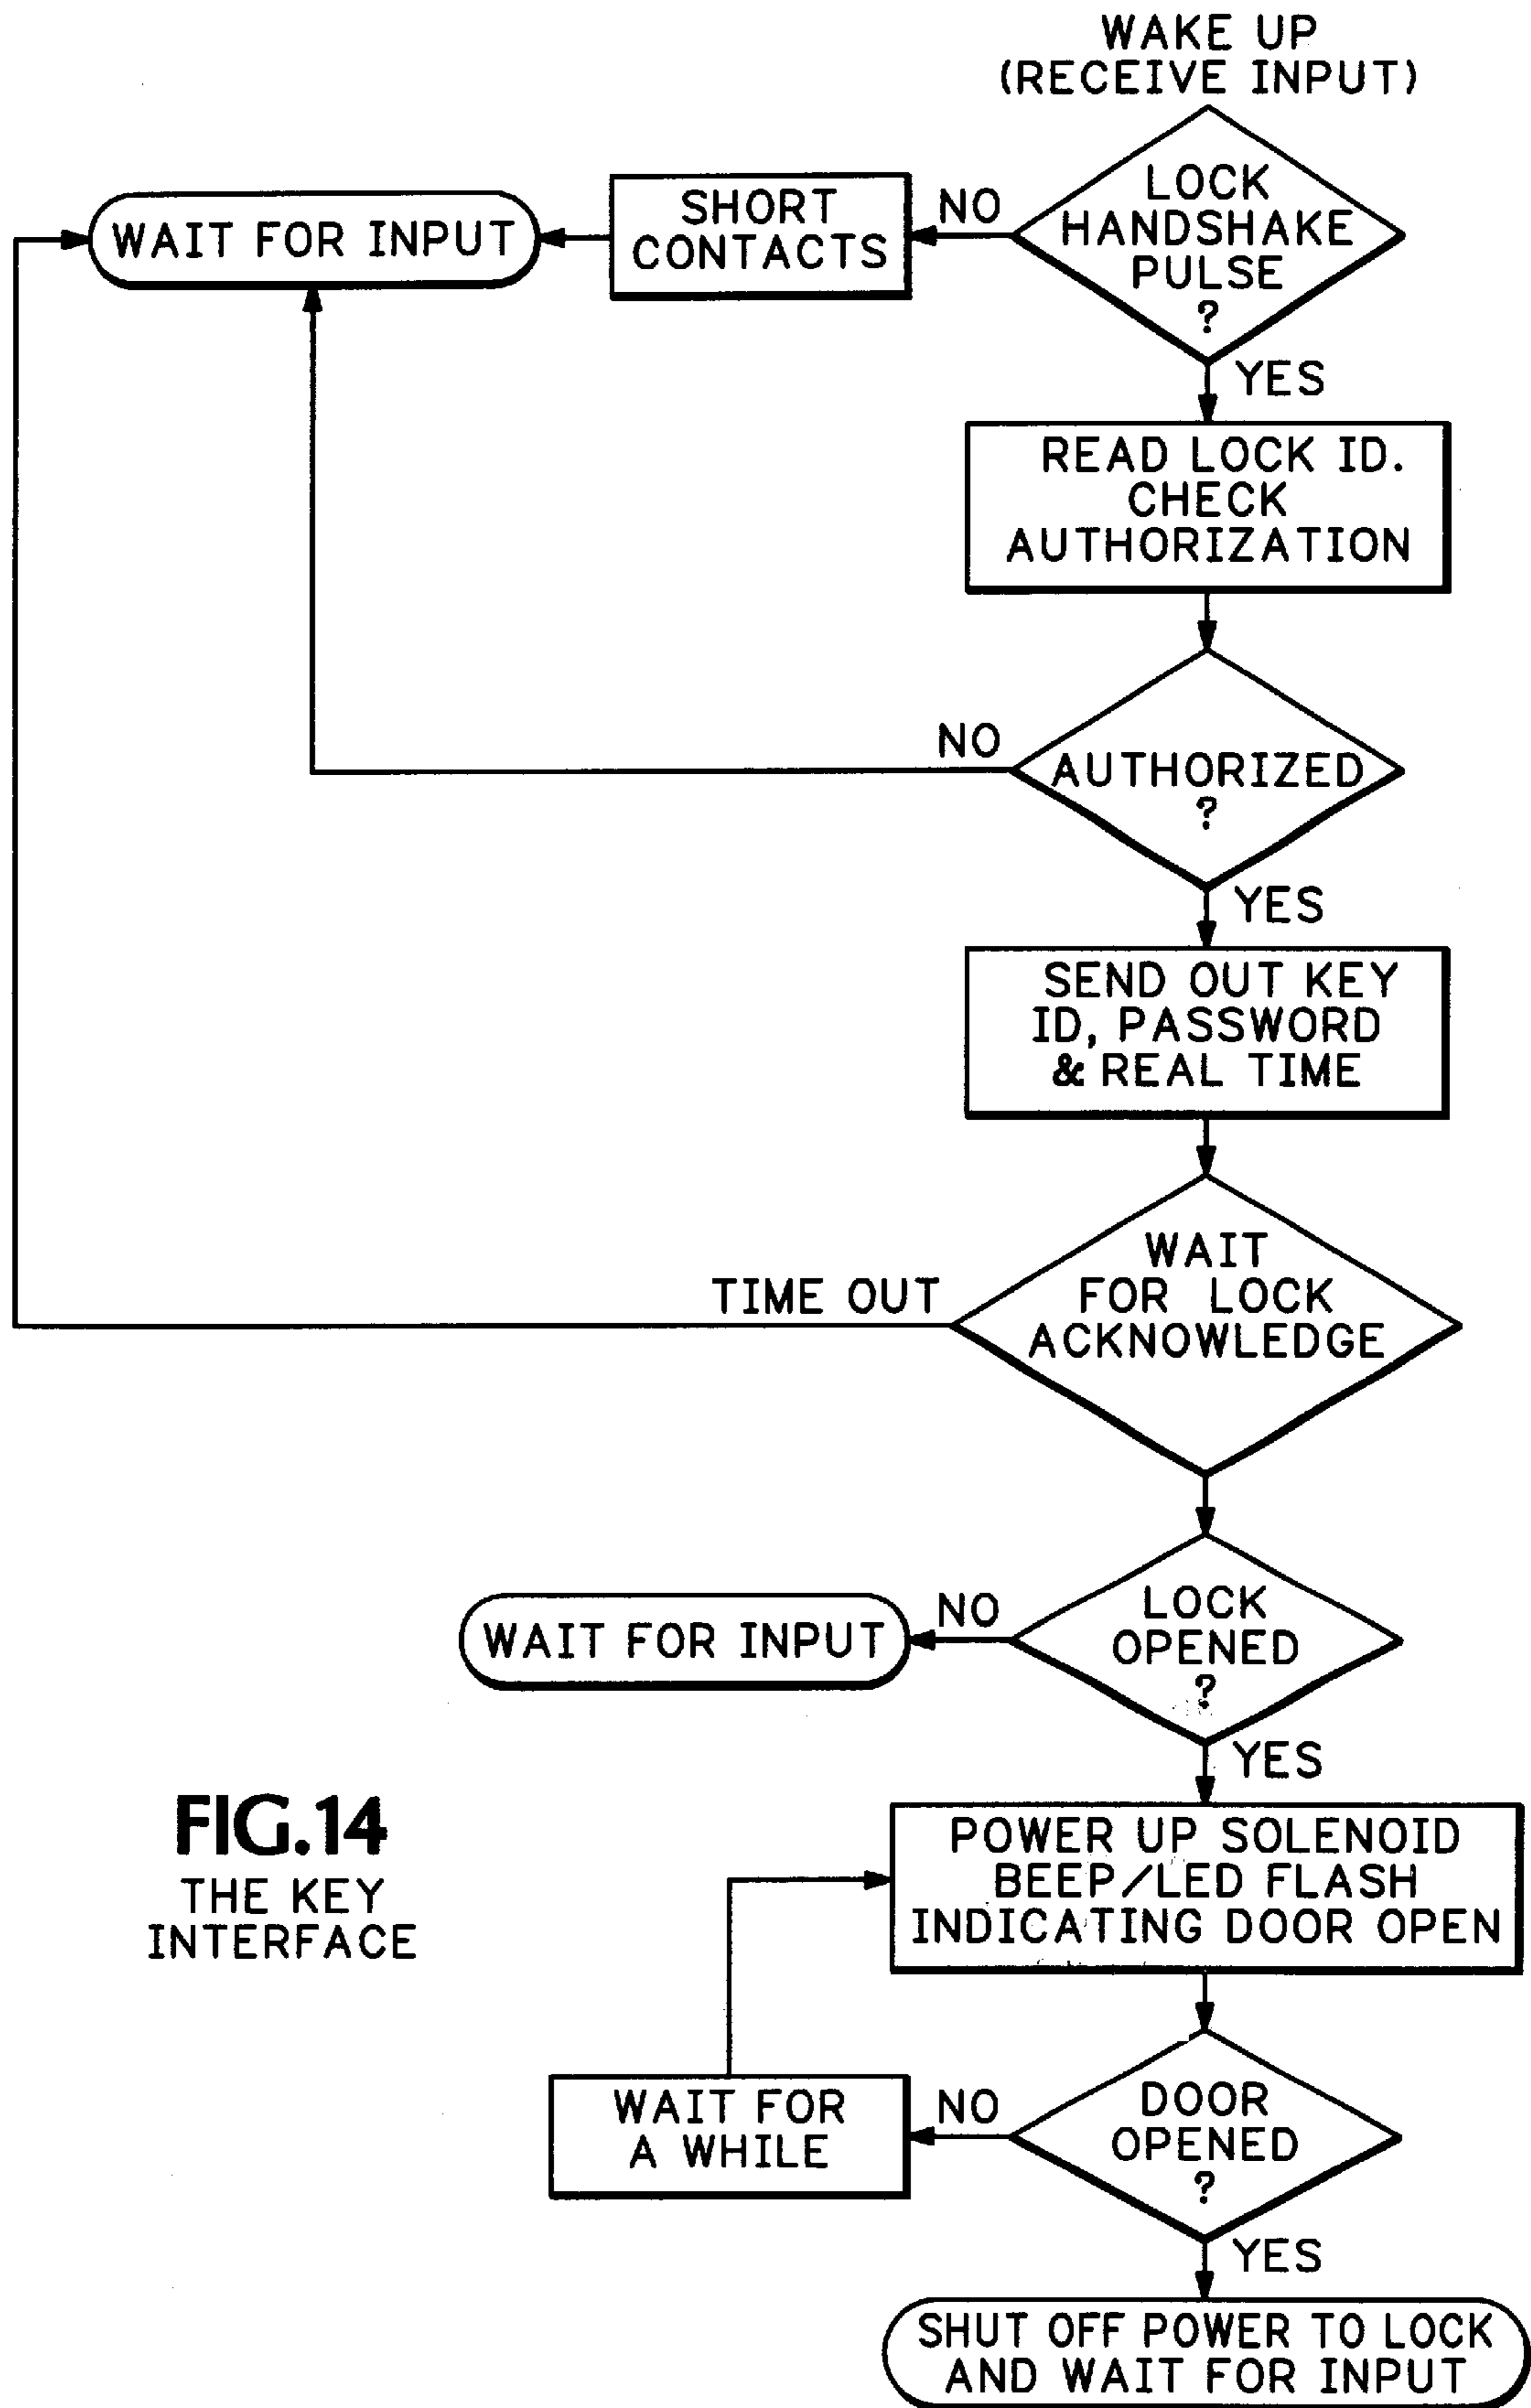 WAKE UP
(RECEIVE INPUT)
LOCK
HANDSHAKE
PULSE
?
NO
SHORT
CONTACTS
WAIT FOR INPUT
YES
READ LOCK ID.
CHECK
AUTHORIZATION
AUTHORIZED
?
NO
YES
SEND OUT KEY
ID, PASSWORD
& REAL TIME
WAIT
FOR LOCK
ACKNOWLEDGE
TIME OUT
LOCK
OPENED
?
NO
WAIT FOR INPUT
YES
POWER UP SOLENOID
BEEP/LED FLASH
INDICATING DOOR OPEN
DOOR
OPENED
?
NO
WAIT FOR
A WHILE
YES
SHUT OFF POWER TO LOCK
AND WAIT FOR INPUT
FIG.14
THE KEY
INTERFACE